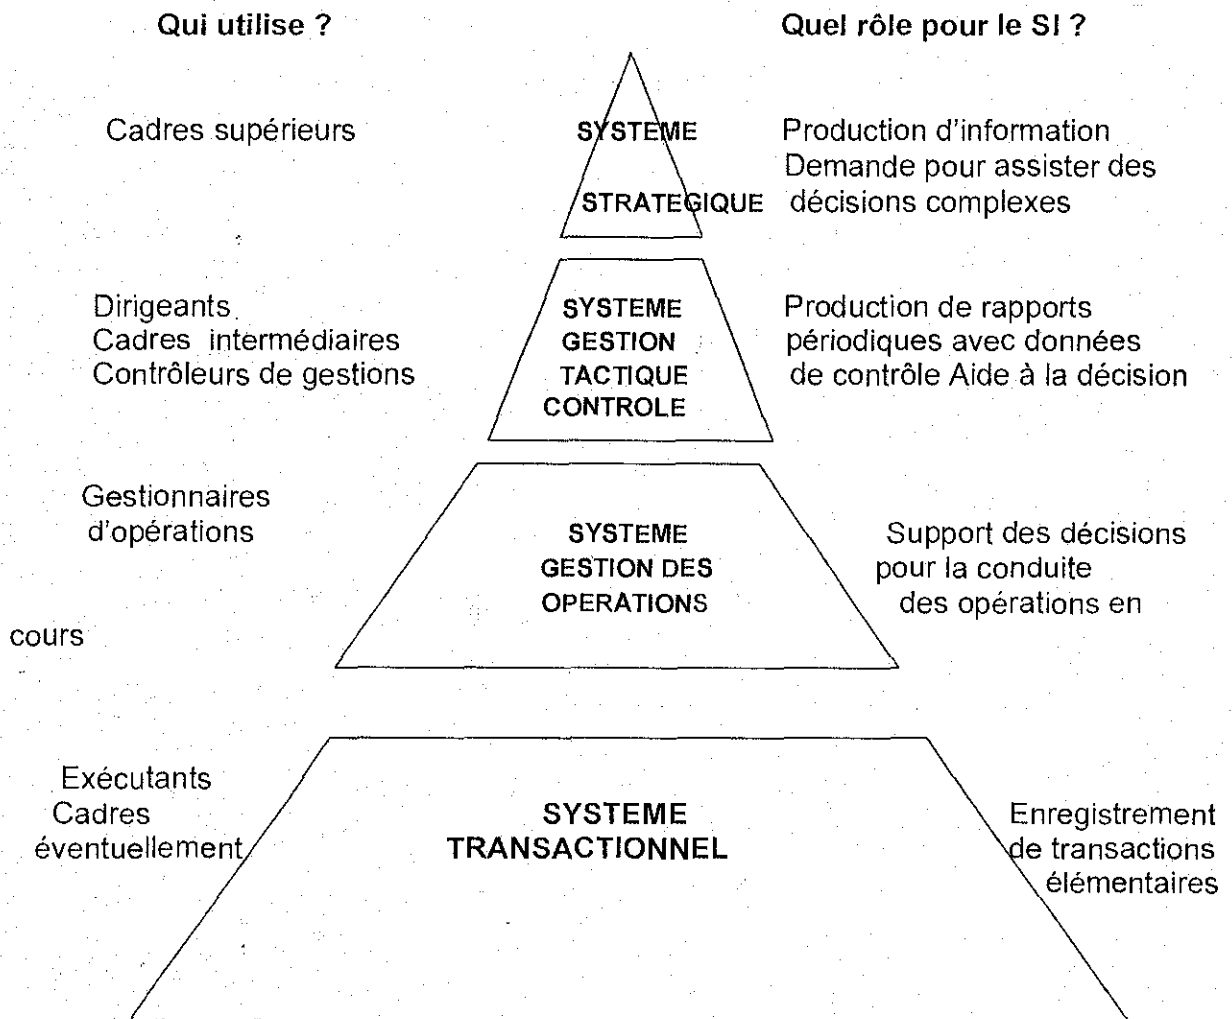 Qui utilise ?
Quel rôle pour le SI ?
Cadres supérieurs
SYSTEME
STRATEGIQUE
Production d'information
Demande pour assister des
décisions complexes
Dirigeants
Cadres intermédiaires
Contrôleurs de gestions
SYSTEME
GESTION
TACTIQUE
CONTROLE
Production de rapports
périodiques avec données
de contrôle Aide à la décision
Gestionnaires
d'opérations
SYSTEME
GESTION DES
OPERATIONS
Support des décisions
pour la conduite
des opérations en
cours
Exécutants
Cadres
éventuellement
SYSTEME
TRANSACTIONNEL
Enregistrement
de transactions
élémentaires